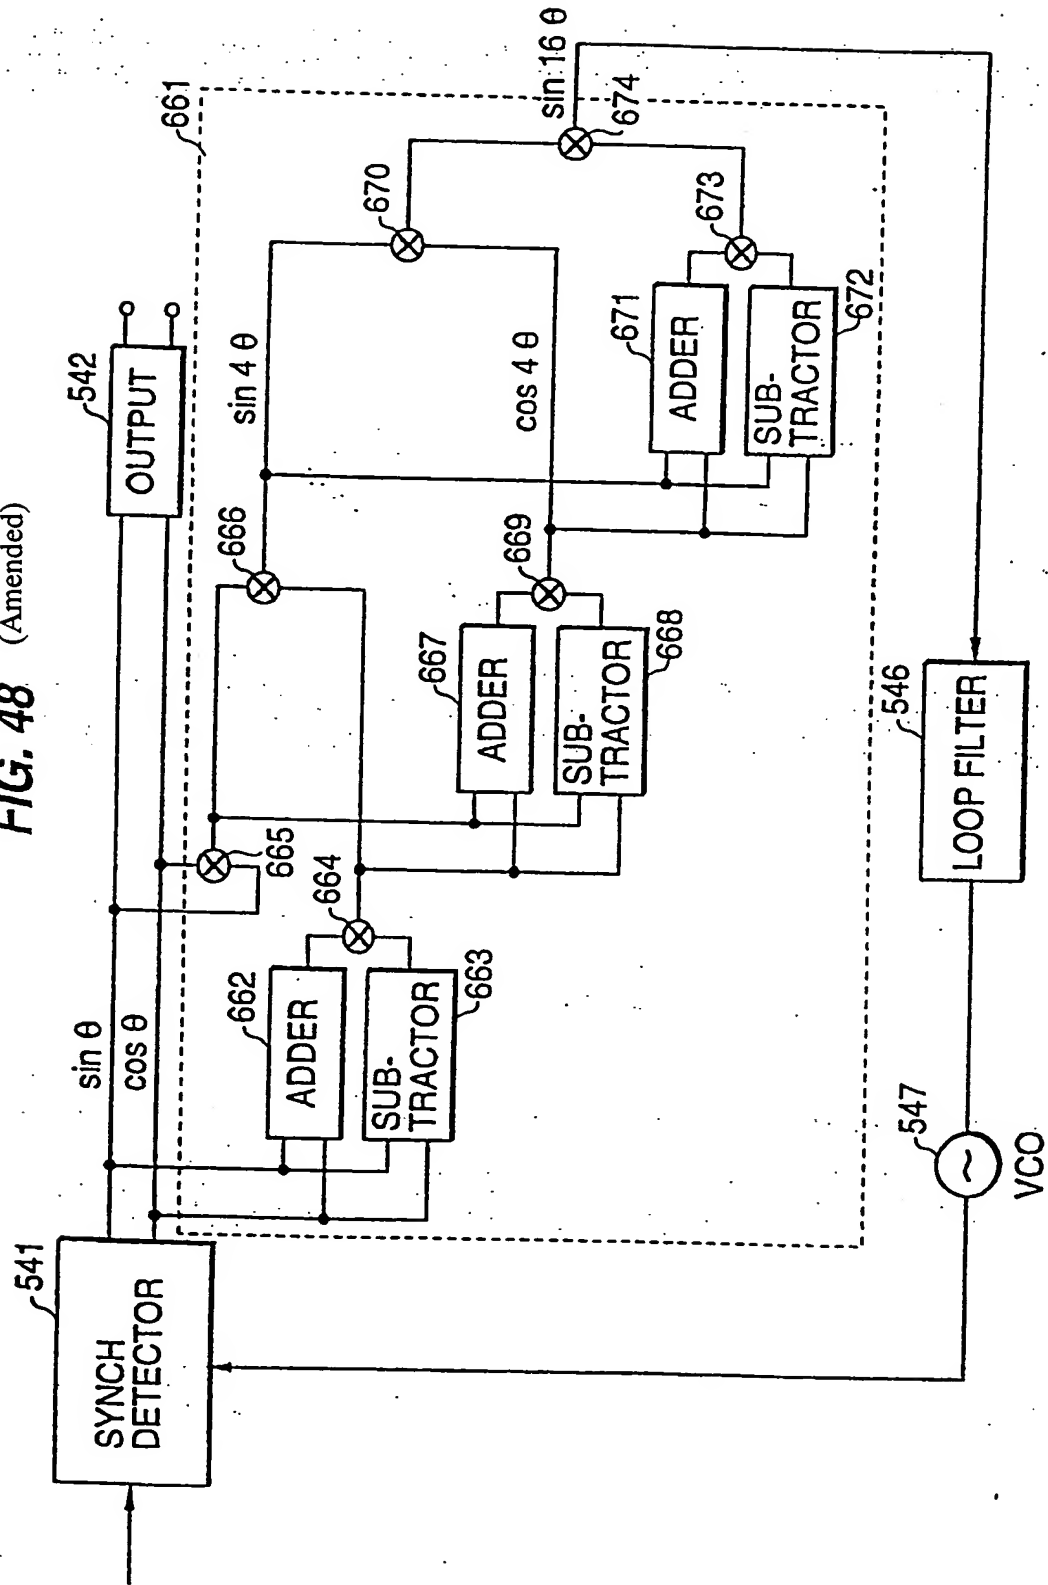 FIG. 48 (Amended)
541
SYNCH
DETECTOR
sin θ
cos θ
542
OUTPUT
661
662
ADDER
663
SUB-
TRACTOR
664
665
666
sin 4 θ
667
ADDER
668
SUB-
TRACTOR
669
cos 4 θ
670
671
ADDER
672
SUB-
TRACTOR
673
674
sin 16 θ
546
LOOP FILTER
547
VCO